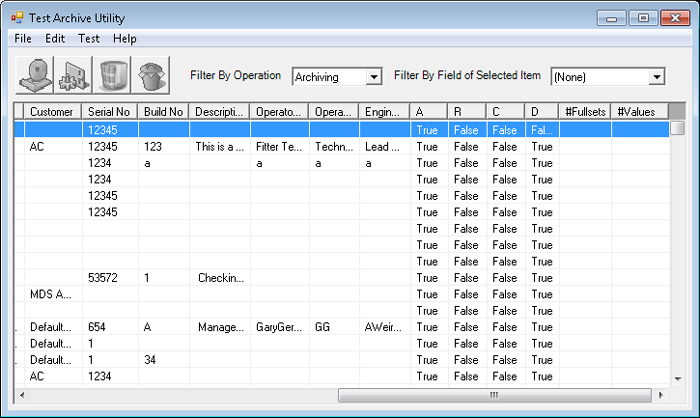 Test Archive Utility
File Edit Test Help
Filter By Operation Archiving Filter By Field of Selected Item (None)
Customer Serial No Build No Descripti... Operato... Opera... Engin... A R C D #Fullsets #Values
12345 True False False Fal...
AC 12345 123 This is a ... Fitter Te... Techn... Lead ... True False False True
1234 a a a a True False False True
1234 True False False True
12345 True False False True
12345 True False False True
True False False True
True False False True
True False False True
53572 1 Checkin... True False False True
MDS A... True False False True
True False False True
Default... 654 A Manage... GaryGer... GG AWeir... True False False True
Default... 1 True False False True
Default... 1 34 True False False True
AC 1234 True False False True